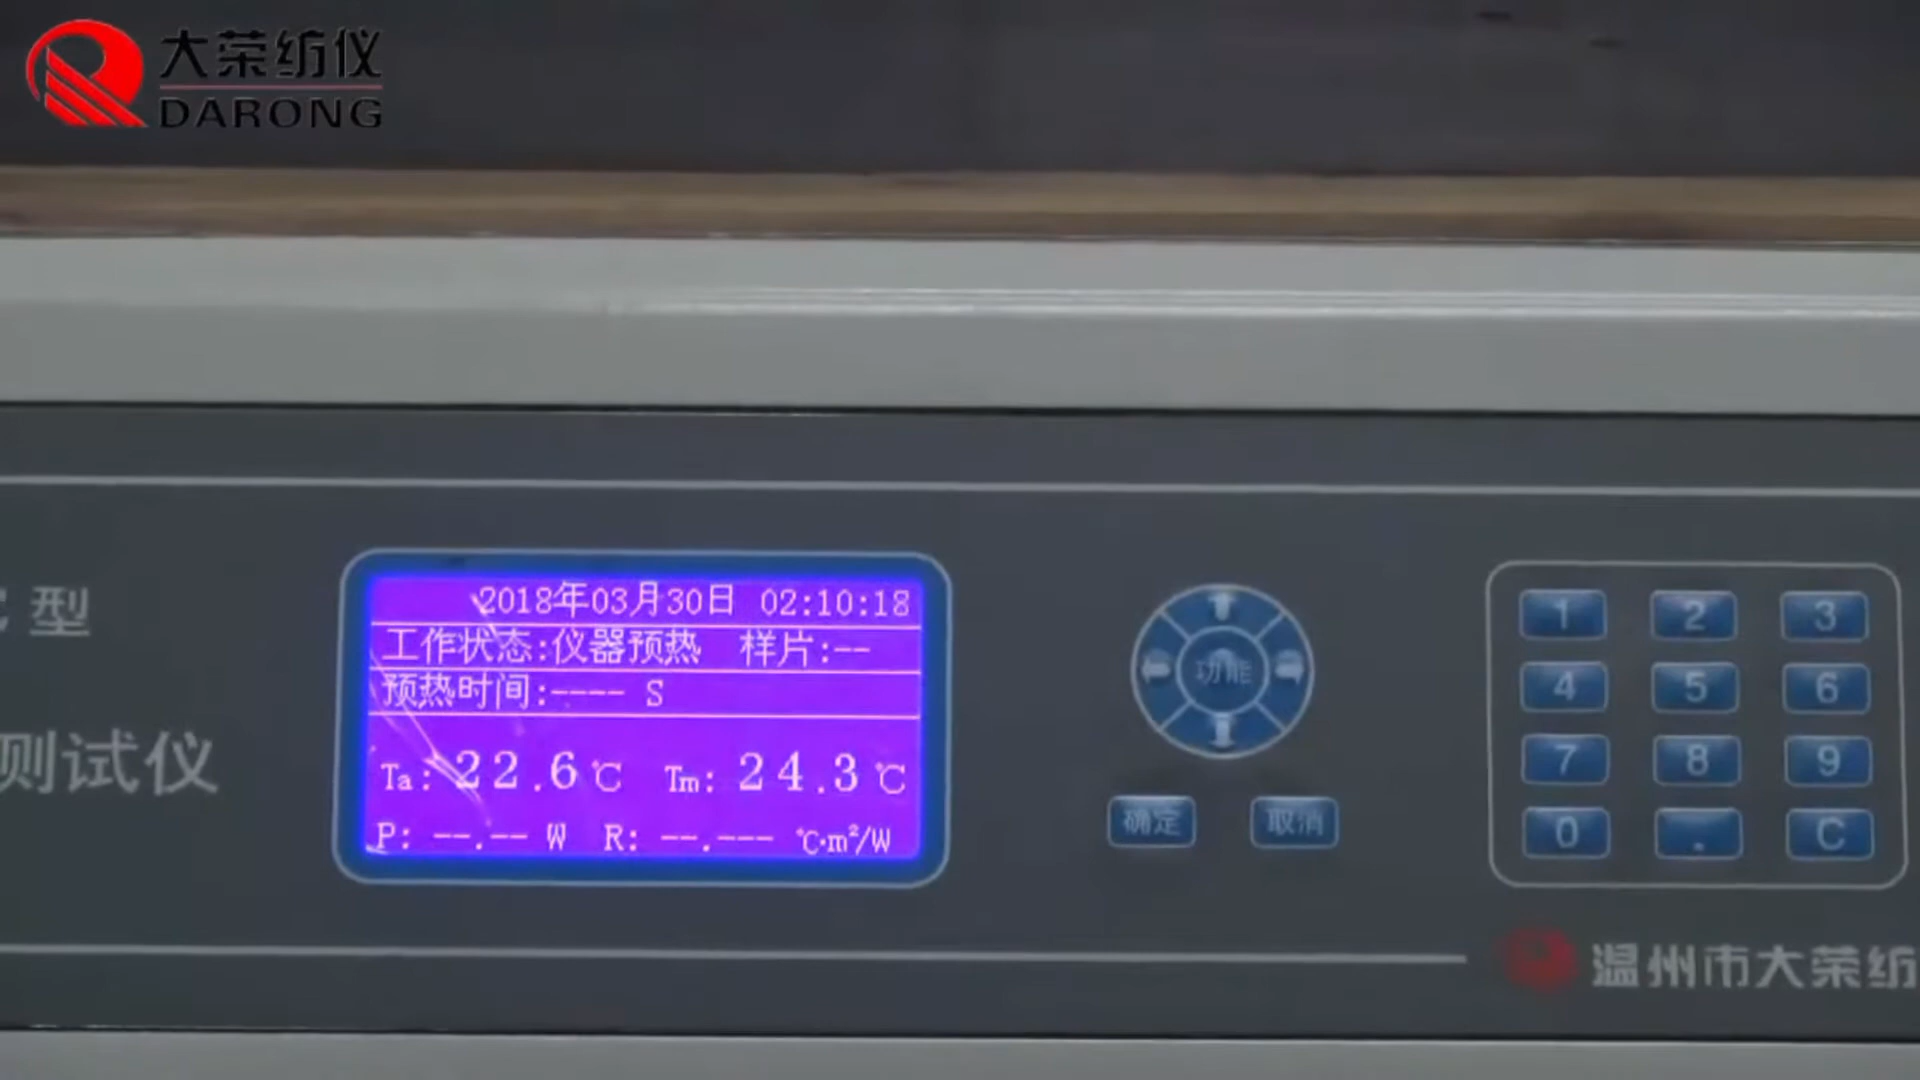 大荣纺仪
DARONG
型
2018年03月30日 02:10:18
工作状态:仪器预热 样片:--
预热时间:---- S
Ta: 22.6℃ Tm: 24.3℃
P: --.-- W R: --.--- ℃·m²/W
测试仪
功能
确定 取消
1 2 3
4 5 6
7 8 9
0 . C
温州市大荣纺